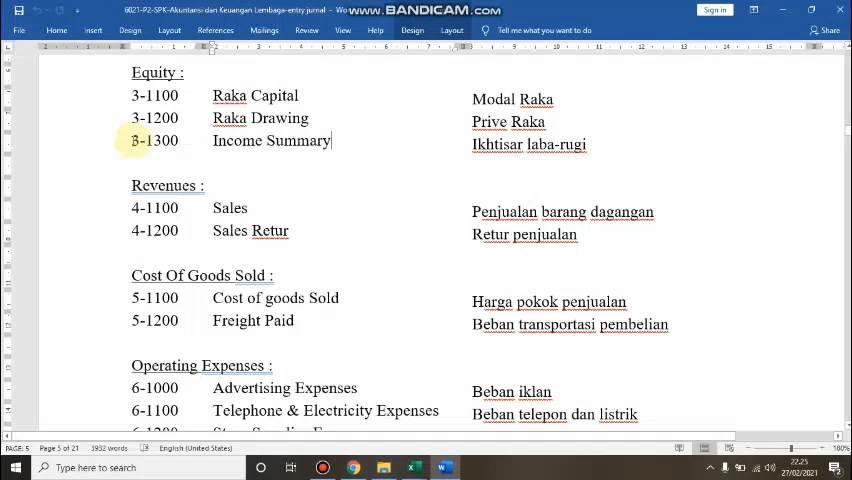 6021-P2-SPK-Akuntansi dan Keuangan Lembaga-entry jurnal - Wo
www.BANDICAM.com
Sign in
File Home Insert Draw Design Layout References Mailings Review View Help Design Layout Tell me what you want to do Share
Equity :
3-1100 Raka Capital Modal Raka
3-1200 Raka Drawing Prive Raka
3-1300 Income Summary Ikhtisar laba-rugi
Revenues :
4-1100 Sales Penjualan barang dagangan
4-1200 Sales Retur Retur penjualan
Cost Of Goods Sold :
5-1100 Cost of goods Sold Harga pokok penjualan
5-1200 Freight Paid Beban transportasi pembelian
Operating Expenses :
6-1000 Advertising Expenses Beban iklan
6-1100 Telephone & Electricity Expenses Beban telepon dan listrik
PAGE: 5 Page 5 of 21 3932 words English (United States) 180%
Type here to search
22.25
27/02/2021